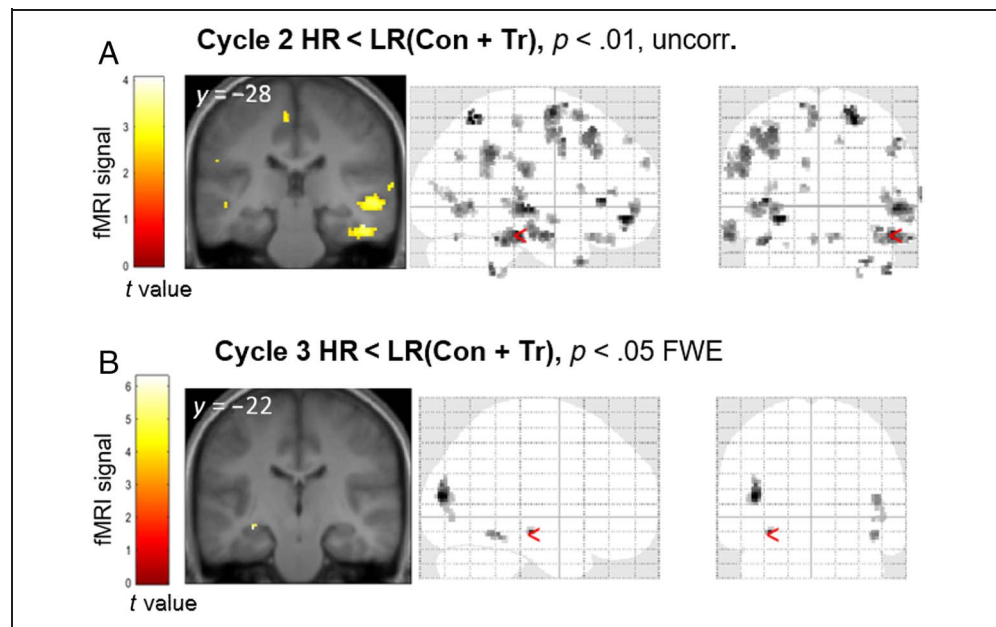 A
Cycle 2 HR < LR(Con + Tr), p < .01, uncorr.
fMRI signal
4
3
2
1
0
t value
y = −28
<
<
B
Cycle 3 HR < LR(Con + Tr), p < .05 FWE
fMRI signal
6
5
4
3
2
1
0
t value
y = −22
<
<